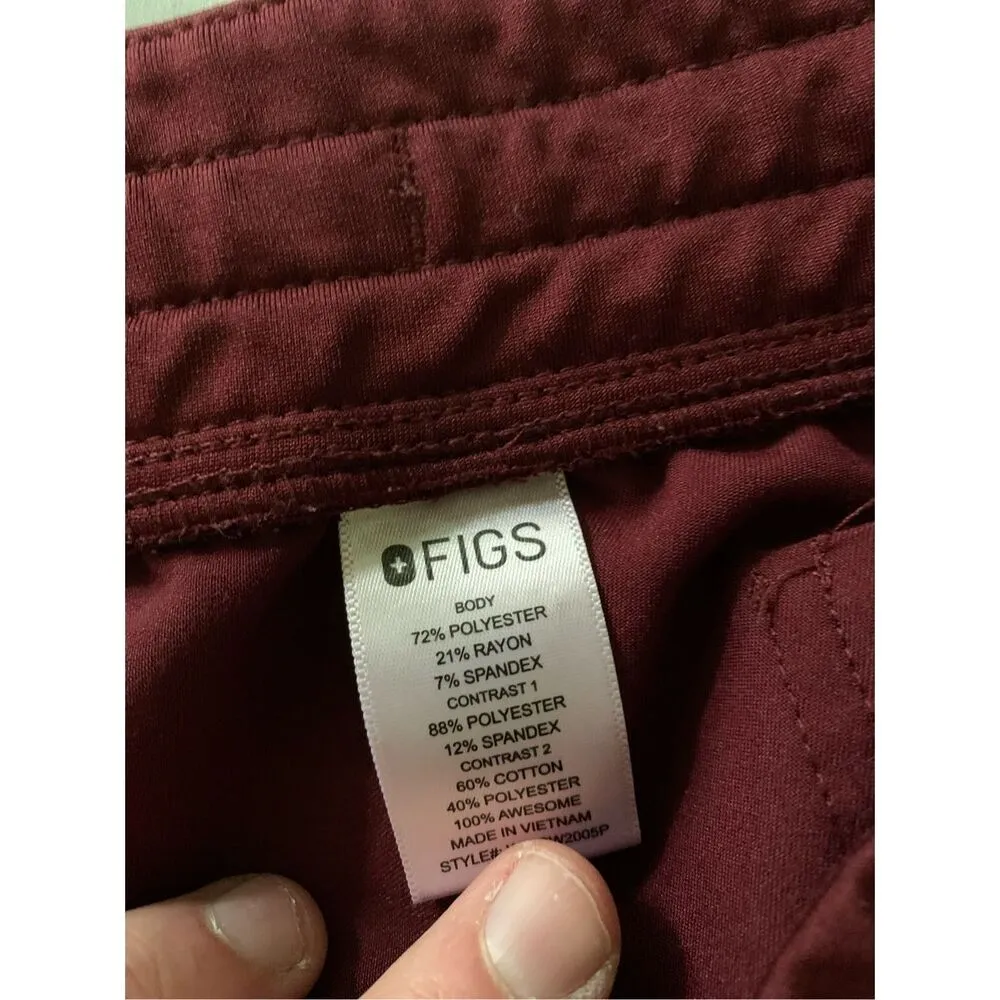 FIGS
BODY
72% POLYESTER
21% RAYON
7% SPANDEX
CONTRAST 1
88% POLYESTER
12% SPANDEX
CONTRAST 2
60% COTTON
40% POLYESTER
100% AWESOME
MADE IN VIETNAM
STYLE#: